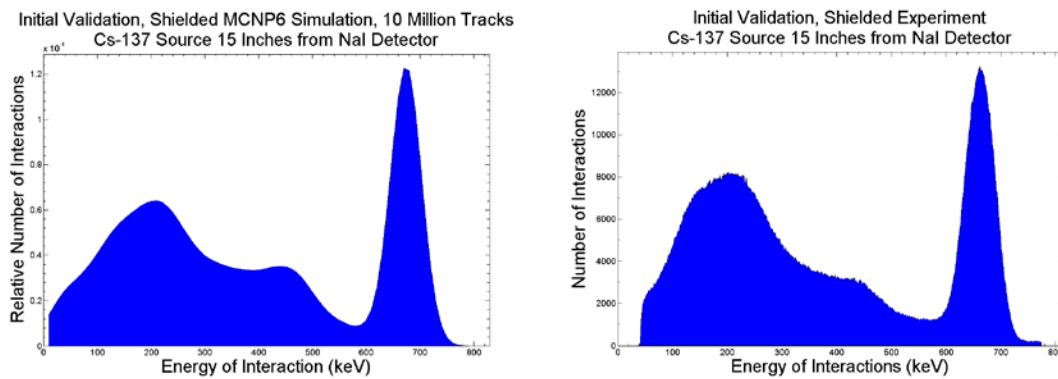 Initial Validation, Shielded MCNP6 Simulation, 10 Million Tracks
Cs-137 Source 15 Inches from NaI Detector
1.2
1
0.8
0.6
0.4
0.2
0
0 100 200 300 400 500 600 700 800
Relative Number of Interactions
Energy of Interaction (keV)
Initial Validation, Shielded Experiment
Cs-137 Source 15 Inches from NaI Detector
12000
10000
8000
6000
4000
2000
0
0 100 200 300 400 500 600 700
Number of Interactions
Energy of Interactions (keV)